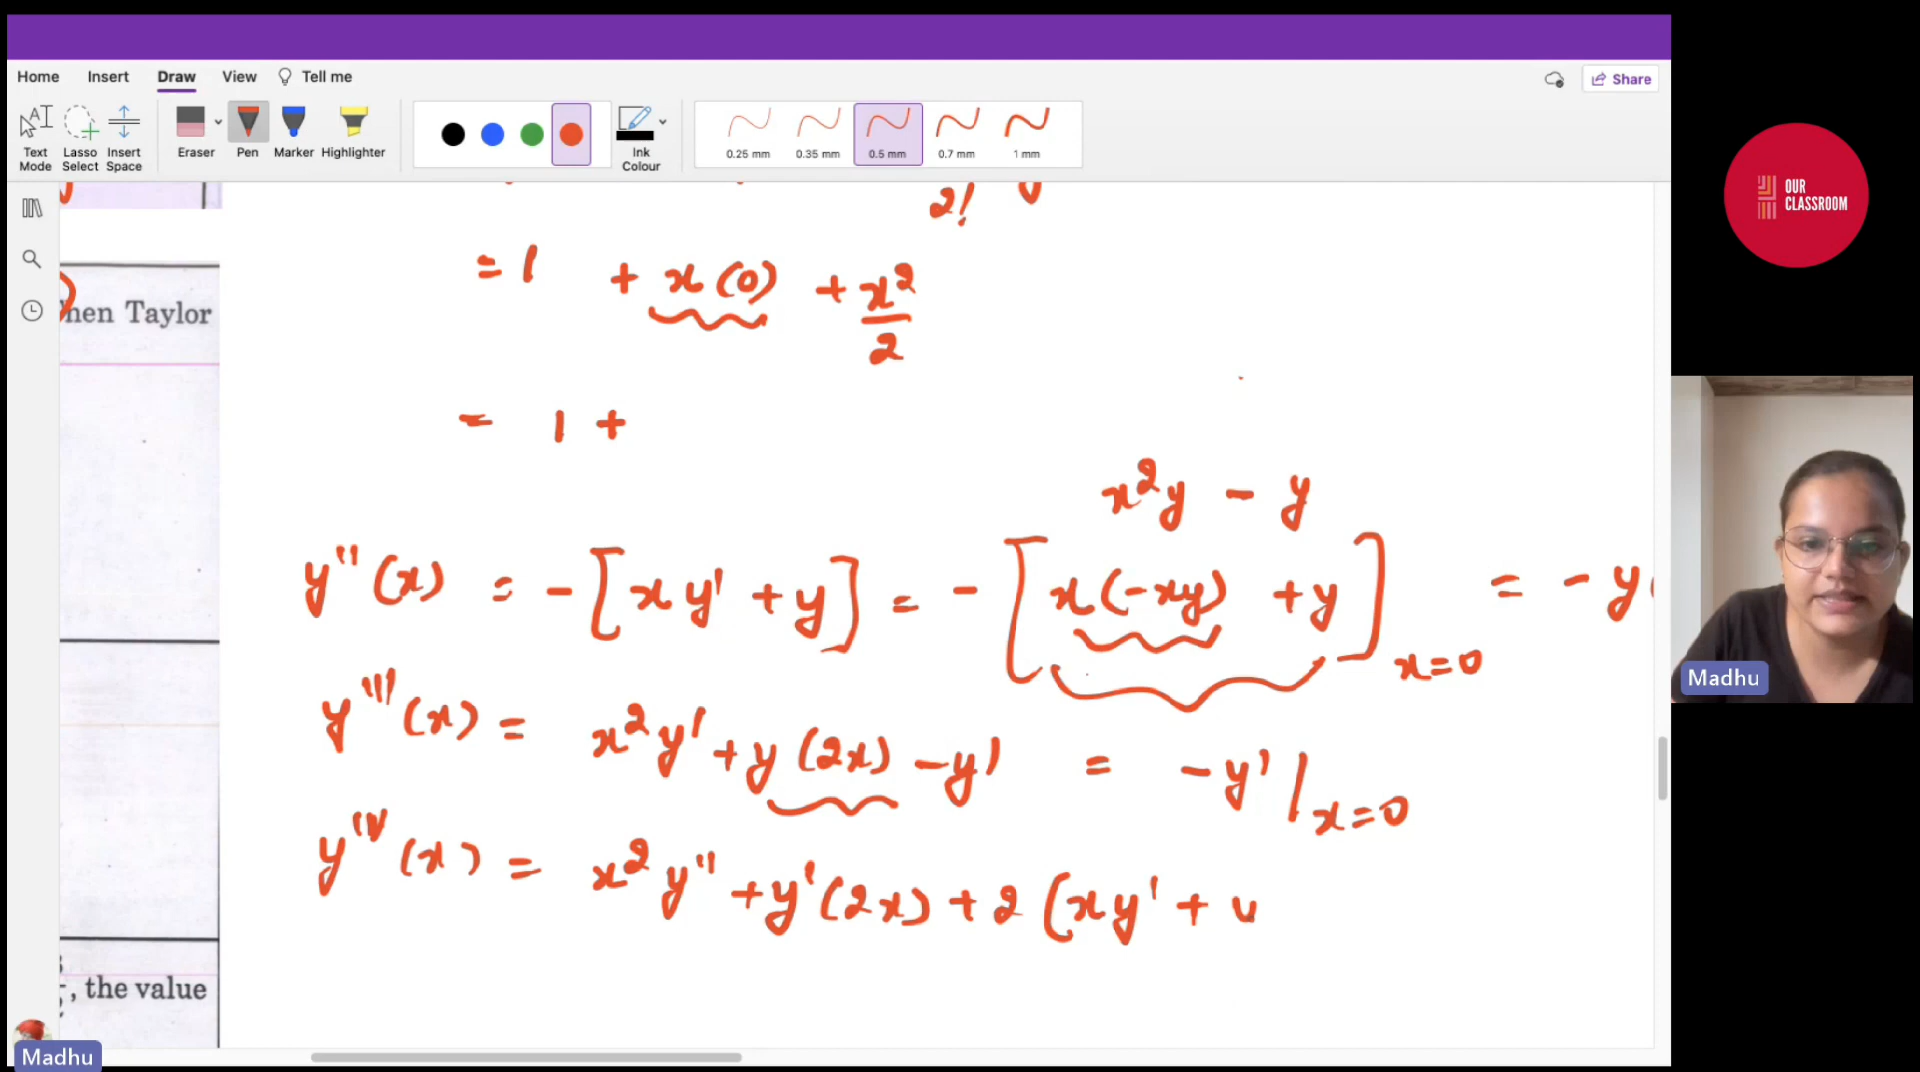 Home Insert Draw View Tell me Share
Text Mode Lasso Select Insert Space Eraser Pen Marker Highlighter Ink Colour 0.25 mm 0.35 mm 0.5 mm 0.7 mm 1 mm
OUR CLASSROOM
2!
= 1 + x(0) + x²/2
hen Taylor
= 1 +
x²y - y
y''(x) = -[xy' + y] = -[x(-xy) + y]x=0 = -y
y'''(x) = x²y' + y(2x) - y' = -y'|x=0
y''''(x) = x²y'' + y'(2x) + 2(xy' +
, the value
Madhu
Madhu